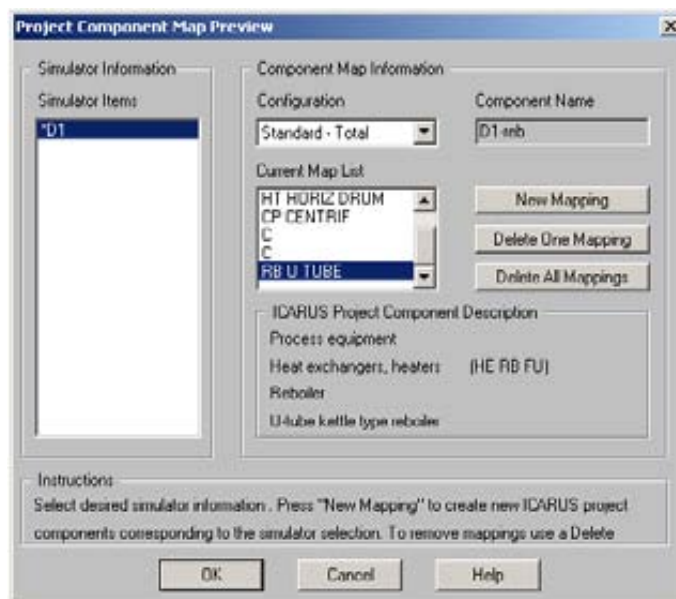 Project Component Map Preview
Simulator Information
Simulator Items
*D1
Component Map Information
Configuration
Standard - Total
Component Name
D1-reb
Current Map List
HT HORIZ DRUM
CP CENTRIF
C
C
RB U TUBE
New Mapping
Delete One Mapping
Delete All Mappings
ICARUS Project Component Description
Process equipment
Heat exchangers, heaters (HE RB FU)
Reboiler
U-tube kettle type reboiler
Instructions
Select desired simulator information . Press "New Mapping" to create new ICARUS project
components corresponding to the simulator selection. To remove mappings use a Delete
OK
Cancel
Help